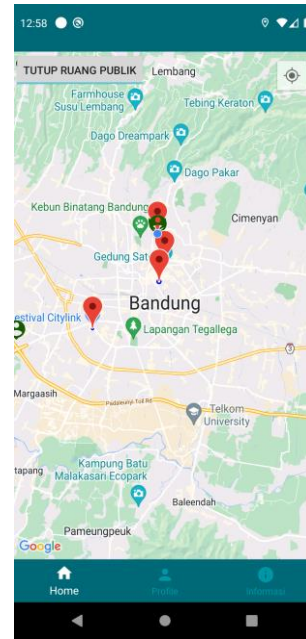 12:58
TUTUP RUANG PUBLIK
Lembang
Farmhouse
Susu Lembang
Tebing Keraton
Dago Dreampark
Dago Pakar
Kebun Binatang Bandung
Cimenyan
Gedung Sat
Bandung
estival Citylink
Lapangan Tegallega
3
Margaasih
Telkom
University
tapang
Kampung Batu
Malakasari Ecopark
Baleendah
Pameungpeuk
Google
Home
Profile
Informasi